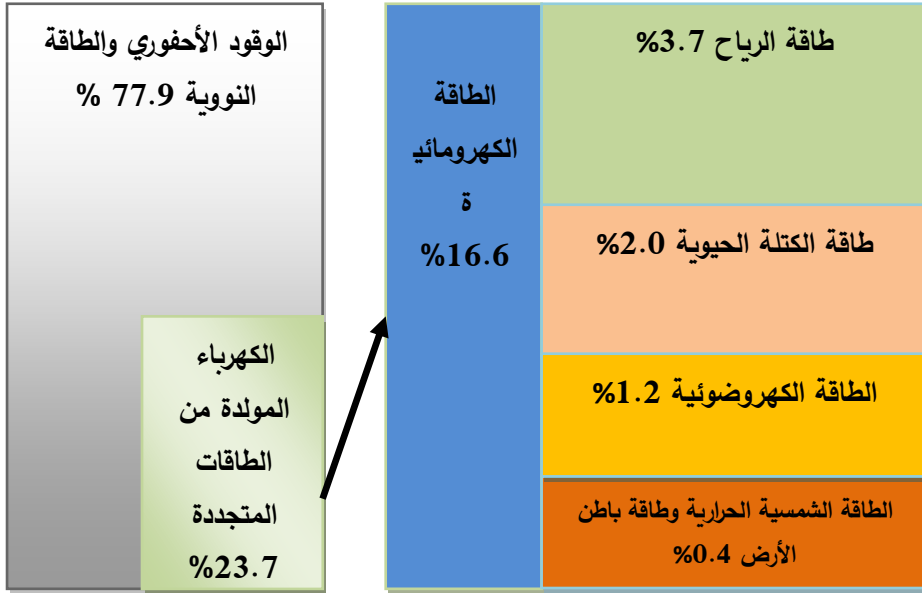 الوقود الأحفوري والطاقة
النووية 77.9 %
الكهرباء
المولدة من
الطاقات
المتجددة
23.7%
الطاقة
الكهرومائي
ة
16.6%
طاقة الرياح 3.7%
طاقة الكتلة الحيوية 2.0%
الطاقة الكهروضوئية 1.2%
الطاقة الشمسية الحرارية وطاقة باطن
الأرض 0.4%